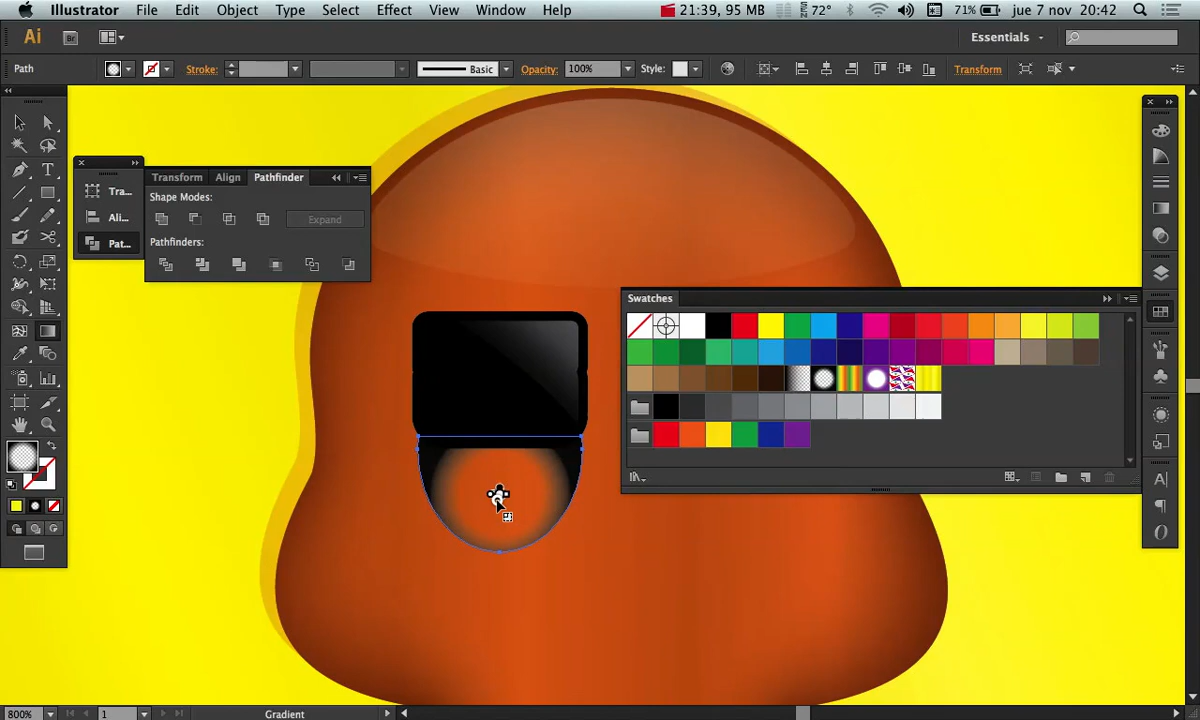 Illustrator File Edit Object Type Select Effect View Window Help 21:39, 95 MB SEN 72° 71% jue 7 nov 20:42
Ai Br Essentials
Path Stroke: Basic Opacity: 100% Style: Transform
Tra...
Ali...
Pat...
Transform Align Pathfinder
Shape Modes:
Expand
Pathfinders:
Swatches
800% 1 Gradient